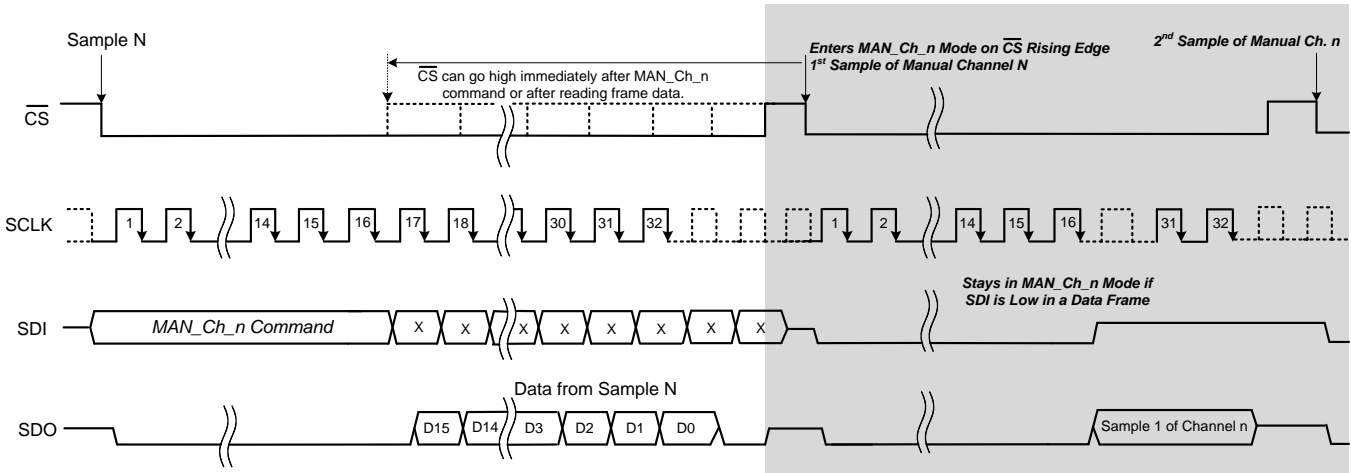 Sample N
Enters MAN_Ch_n Mode on CS Rising Edge
1st Sample of Manual Channel N
2nd Sample of Manual Ch. n
CS can go high immediately after MAN_Ch_n
command or after reading frame data.
CS
SCLK
1 2 14 15 16 17 18 30 31 32 1 2 14 15 16 31 32
Stays in MAN_Ch_n Mode if
SDI is Low in a Data Frame
SDI
MAN_Ch_n Command X X X X X X X X
Data from Sample N
SDO
D15 D14 D3 D2 D1 D0 Sample 1 of Channel n